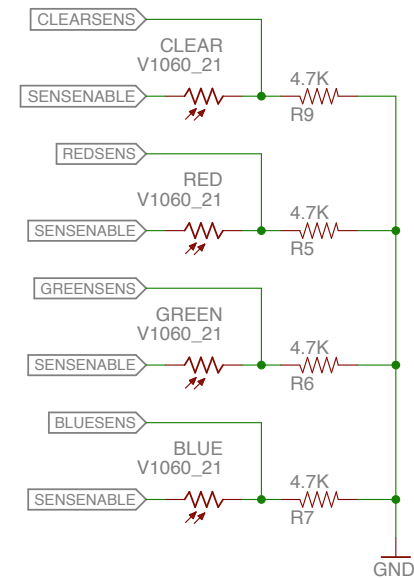 CLEARSENS
CLEAR
V1060_21
4.7K
SENSENABLE
R9
REDSENS
RED
V1060_21
4.7K
SENSENABLE
R5
GREENSENS
GREEN
V1060_21
4.7K
SENSENABLE
R6
BLUESENS
BLUE
V1060_21
4.7K
SENSENABLE
R7
GND